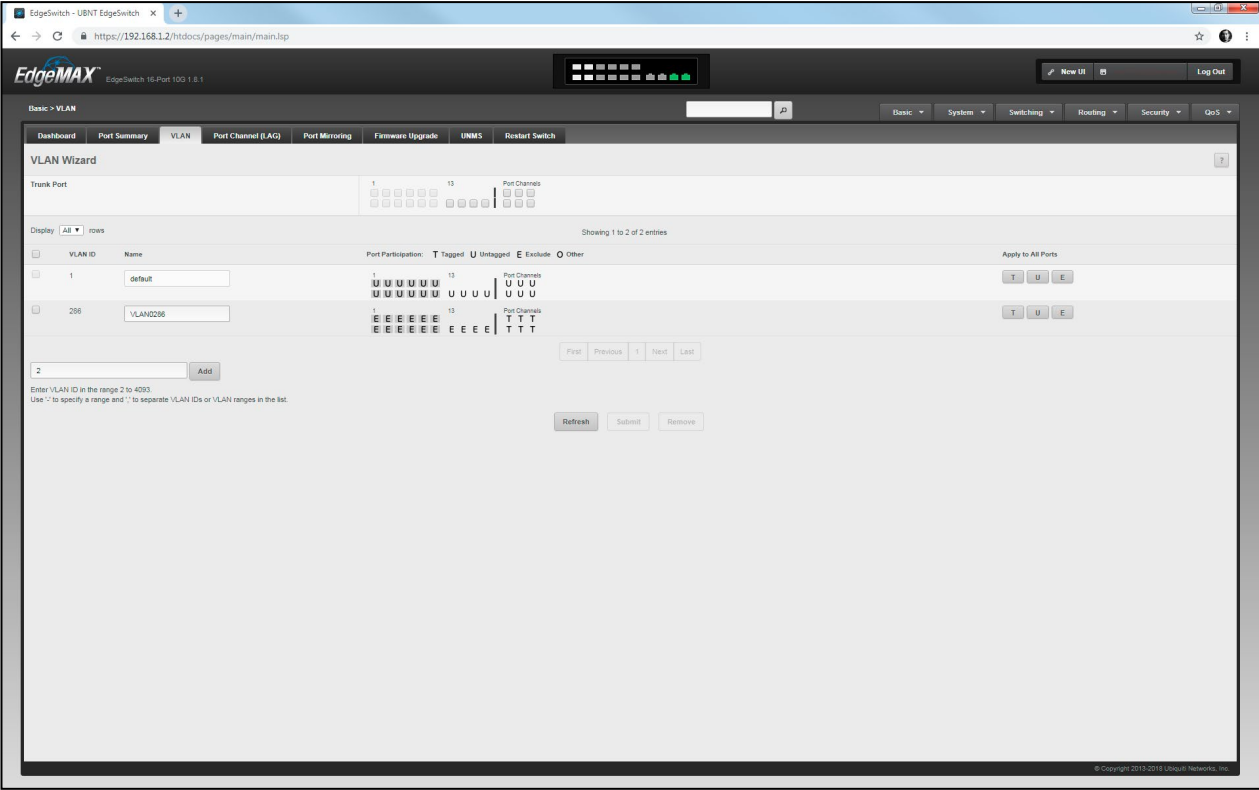 EdgeSwitch - UBNT EdgeSwitch
https://192.168.1.2/htdocs/pages/main/main.lsp
EdgeMAX™ EdgeSwitch 16-Port 10G 1.8.1
New UI Log Out
Basic > VLAN
Basic System Switching Routing Security QoS
Dashboard Port Summary VLAN Port Channel (LAG) Port Mirroring Firmware Upgrade UNMS Restart Switch
VLAN Wizard ?
Trunk Port 1 13 Port Channels
Display All rows Showing 1 to 2 of 2 entries
VLAN ID Name Port Participation: T Tagged U Untagged E Exclude O Other Apply to All Ports
1 default 1 13 Port Channels T U E
U U U U U U U U U
U U U U U U U U U U U U U
286 VLAN0286 1 13 Port Channels T U E
E E E E E E T T T
E E E E E E E E E E T T T
First Previous 1 Next Last
2 Add
Enter VLAN ID in the range 2 to 4093.
Use '-' to specify a range and ',' to separate VLAN IDs or VLAN ranges in the list.
Refresh Submit Remove
© Copyright 2013-2018 Ubiquiti Networks, Inc.